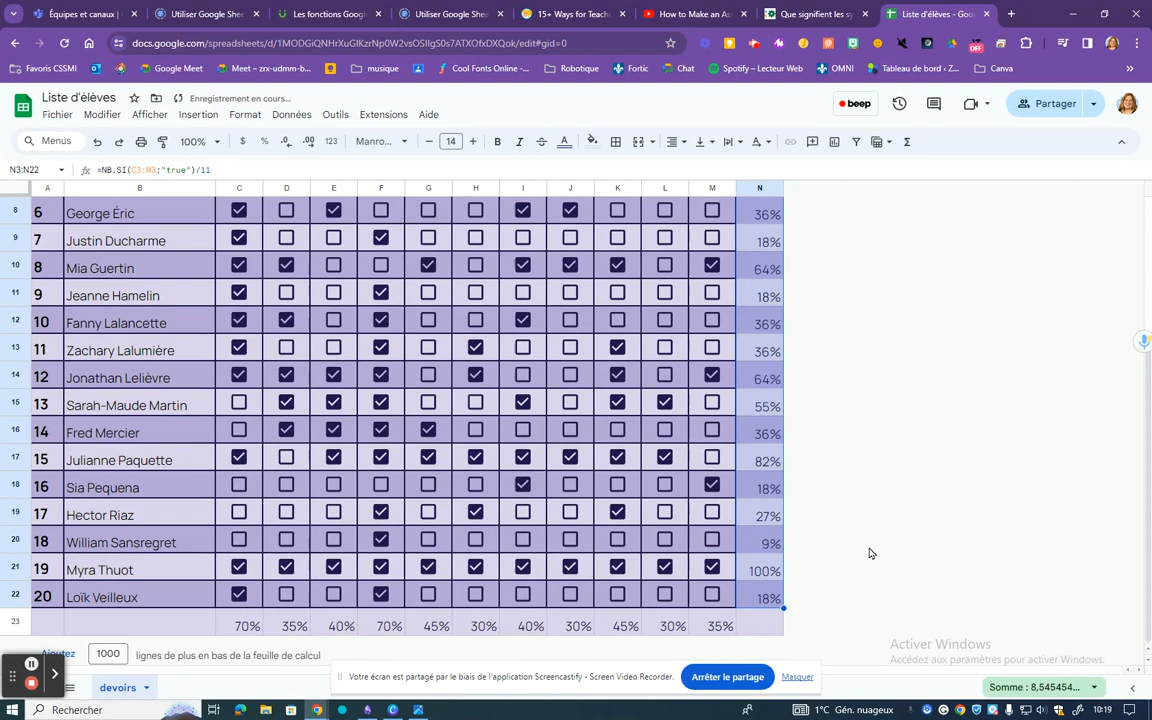 Équipes et canaux |
Utiliser Google She
Les fonctions Goog
Utiliser Google She
15+ Ways for Teach
How to Make an As
Que signifient les sy
Liste d'élèves - Goo
docs.google.com/spreadsheets/d/1MODGiQNHrXuGIKzrNp0W2vsOSIIgS0s7ATXOfxDXQok/edit#gid=0
Favoris CSSMI
Google Meet
Meet – zrx-udmm-b...
musique
Cool Fonts Online -...
Robotique
Fortic
Chat
Spotify – Lecteur Web
OMNI
Tableau de bord ‹ Z...
Canva
Liste d'élèves
Enregistrement en cours...
Fichier Modifier Afficher Insertion Format Données Outils Extensions Aide
beep
Partager
Menus 100% $ % .0 .00 123 Manro... 14 B I A
N3:N22 fx =NB.SI(C3:M3;"true")/11
A B C D E F G H I J K L M N
8 6 George Éric 36%
9 7 Justin Ducharme 18%
10 8 Mia Guertin 64%
11 9 Jeanne Hamelin 18%
12 10 Fanny Lalancette 36%
13 11 Zachary Lalumière 36%
14 12 Jonathan Lelièvre 64%
15 13 Sarah-Maude Martin 55%
16 14 Fred Mercier 36%
17 15 Julianne Paquette 82%
18 16 Sia Pequena 18%
19 17 Hector Riaz 27%
20 18 William Sansregret 9%
21 19 Myra Thuot 100%
22 20 Loïk Veilleux 18%
23 70% 35% 40% 70% 45% 30% 40% 30% 45% 30% 35%
Ajoutez 1000 lignes de plus en bas de la feuille de calcul
Activer Windows
Accédez aux paramètres pour activer Windows.
Votre écran est partagé par le biais de l'application Screencastify - Screen Video Recorder.
Arrêter le partage
Masquer
devoirs
Somme : 8,545454...
Rechercher
1°C Gén. nuageux
10:19